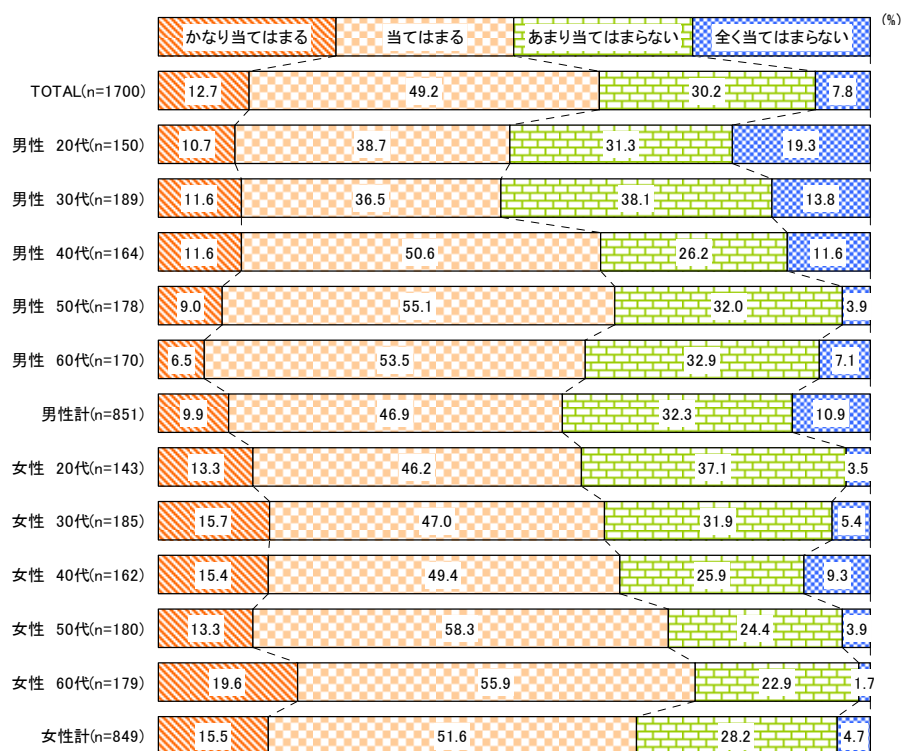 (%)
かなり当てはまる 当てはまる あまり当てはまらない 全く当てはまらない
TOTAL(n=1700) 12.7 49.2 30.2 7.8
男性 20代(n=150) 10.7 38.7 31.3 19.3
男性 30代(n=189) 11.6 36.5 38.1 13.8
男性 40代(n=164) 11.6 50.6 26.2 11.6
男性 50代(n=178) 9.0 55.1 32.0 3.9
男性 60代(n=170) 6.5 53.5 32.9 7.1
男性計(n=851) 9.9 46.9 32.3 10.9
女性 20代(n=143) 13.3 46.2 37.1 3.5
女性 30代(n=185) 15.7 47.0 31.9 5.4
女性 40代(n=162) 15.4 49.4 25.9 9.3
女性 50代(n=180) 13.3 58.3 24.4 3.9
女性 60代(n=179) 19.6 55.9 22.9 1.7
女性計(n=849) 15.5 51.6 28.2 4.7